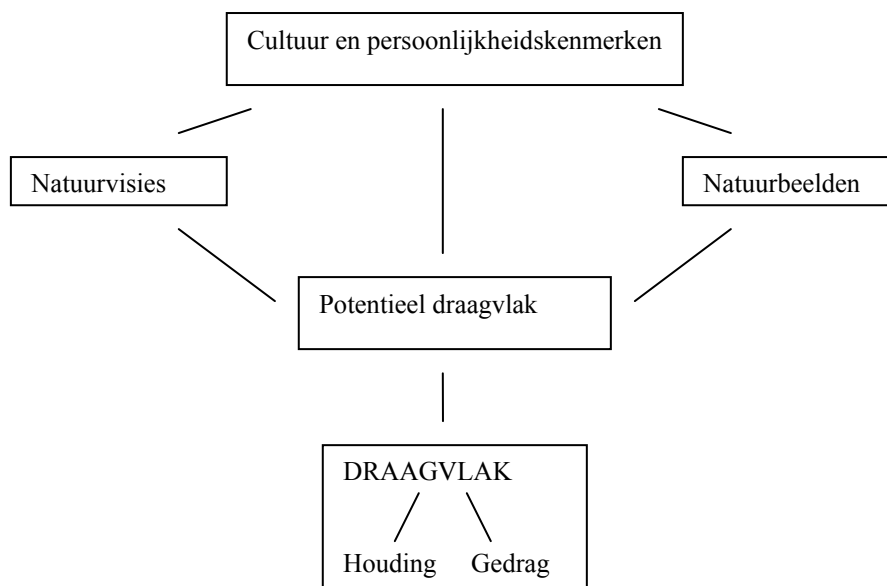 Cultuur en persoonlijkheidskenmerken
Natuurvisies
Natuurbeelden
Potentieel draagvlak
DRAAGVLAK
Houding Gedrag